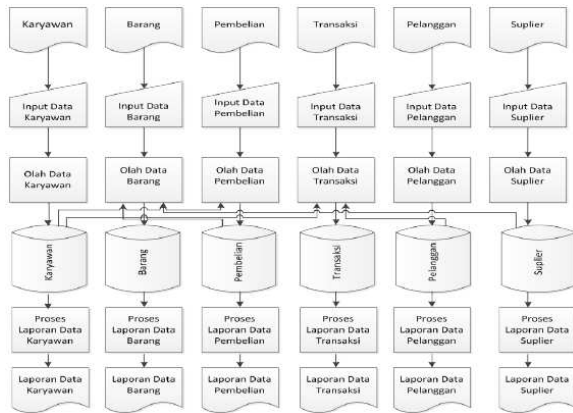 Karyawan
Barang
Pembelian
Transaksi
Pelanggan
Suplier
Input Data
Karyawan
Input Data
Barang
Input Data
Pembelian
Input Data
Transaksi
Input Data
Pelanggan
Input Data
Suplier
Olah Data
Karyawan
Olah Data
Barang
Olah Data
Pembelian
Olah Data
Transaksi
Olah Data
Pelanggan
Olah Data
Suplier
Karyawan
Barang
Pembelian
Transaksi
Pelanggan
Suplier
Proses
Laporan Data
Karyawan
Proses
Laporan Data
Barang
Proses
Laporan Data
Pembelian
Proses
Laporan Data
Transaksi
Proses
Laporan Data
Pelanggan
Proses
Laporan Data
Suplier
Laporan Data
Karyawan
Laporan Data
Barang
Laporan Data
Pembelian
Laporan Data
Transaksi
Laporan Data
Pelanggan
Laporan Data
Suplier